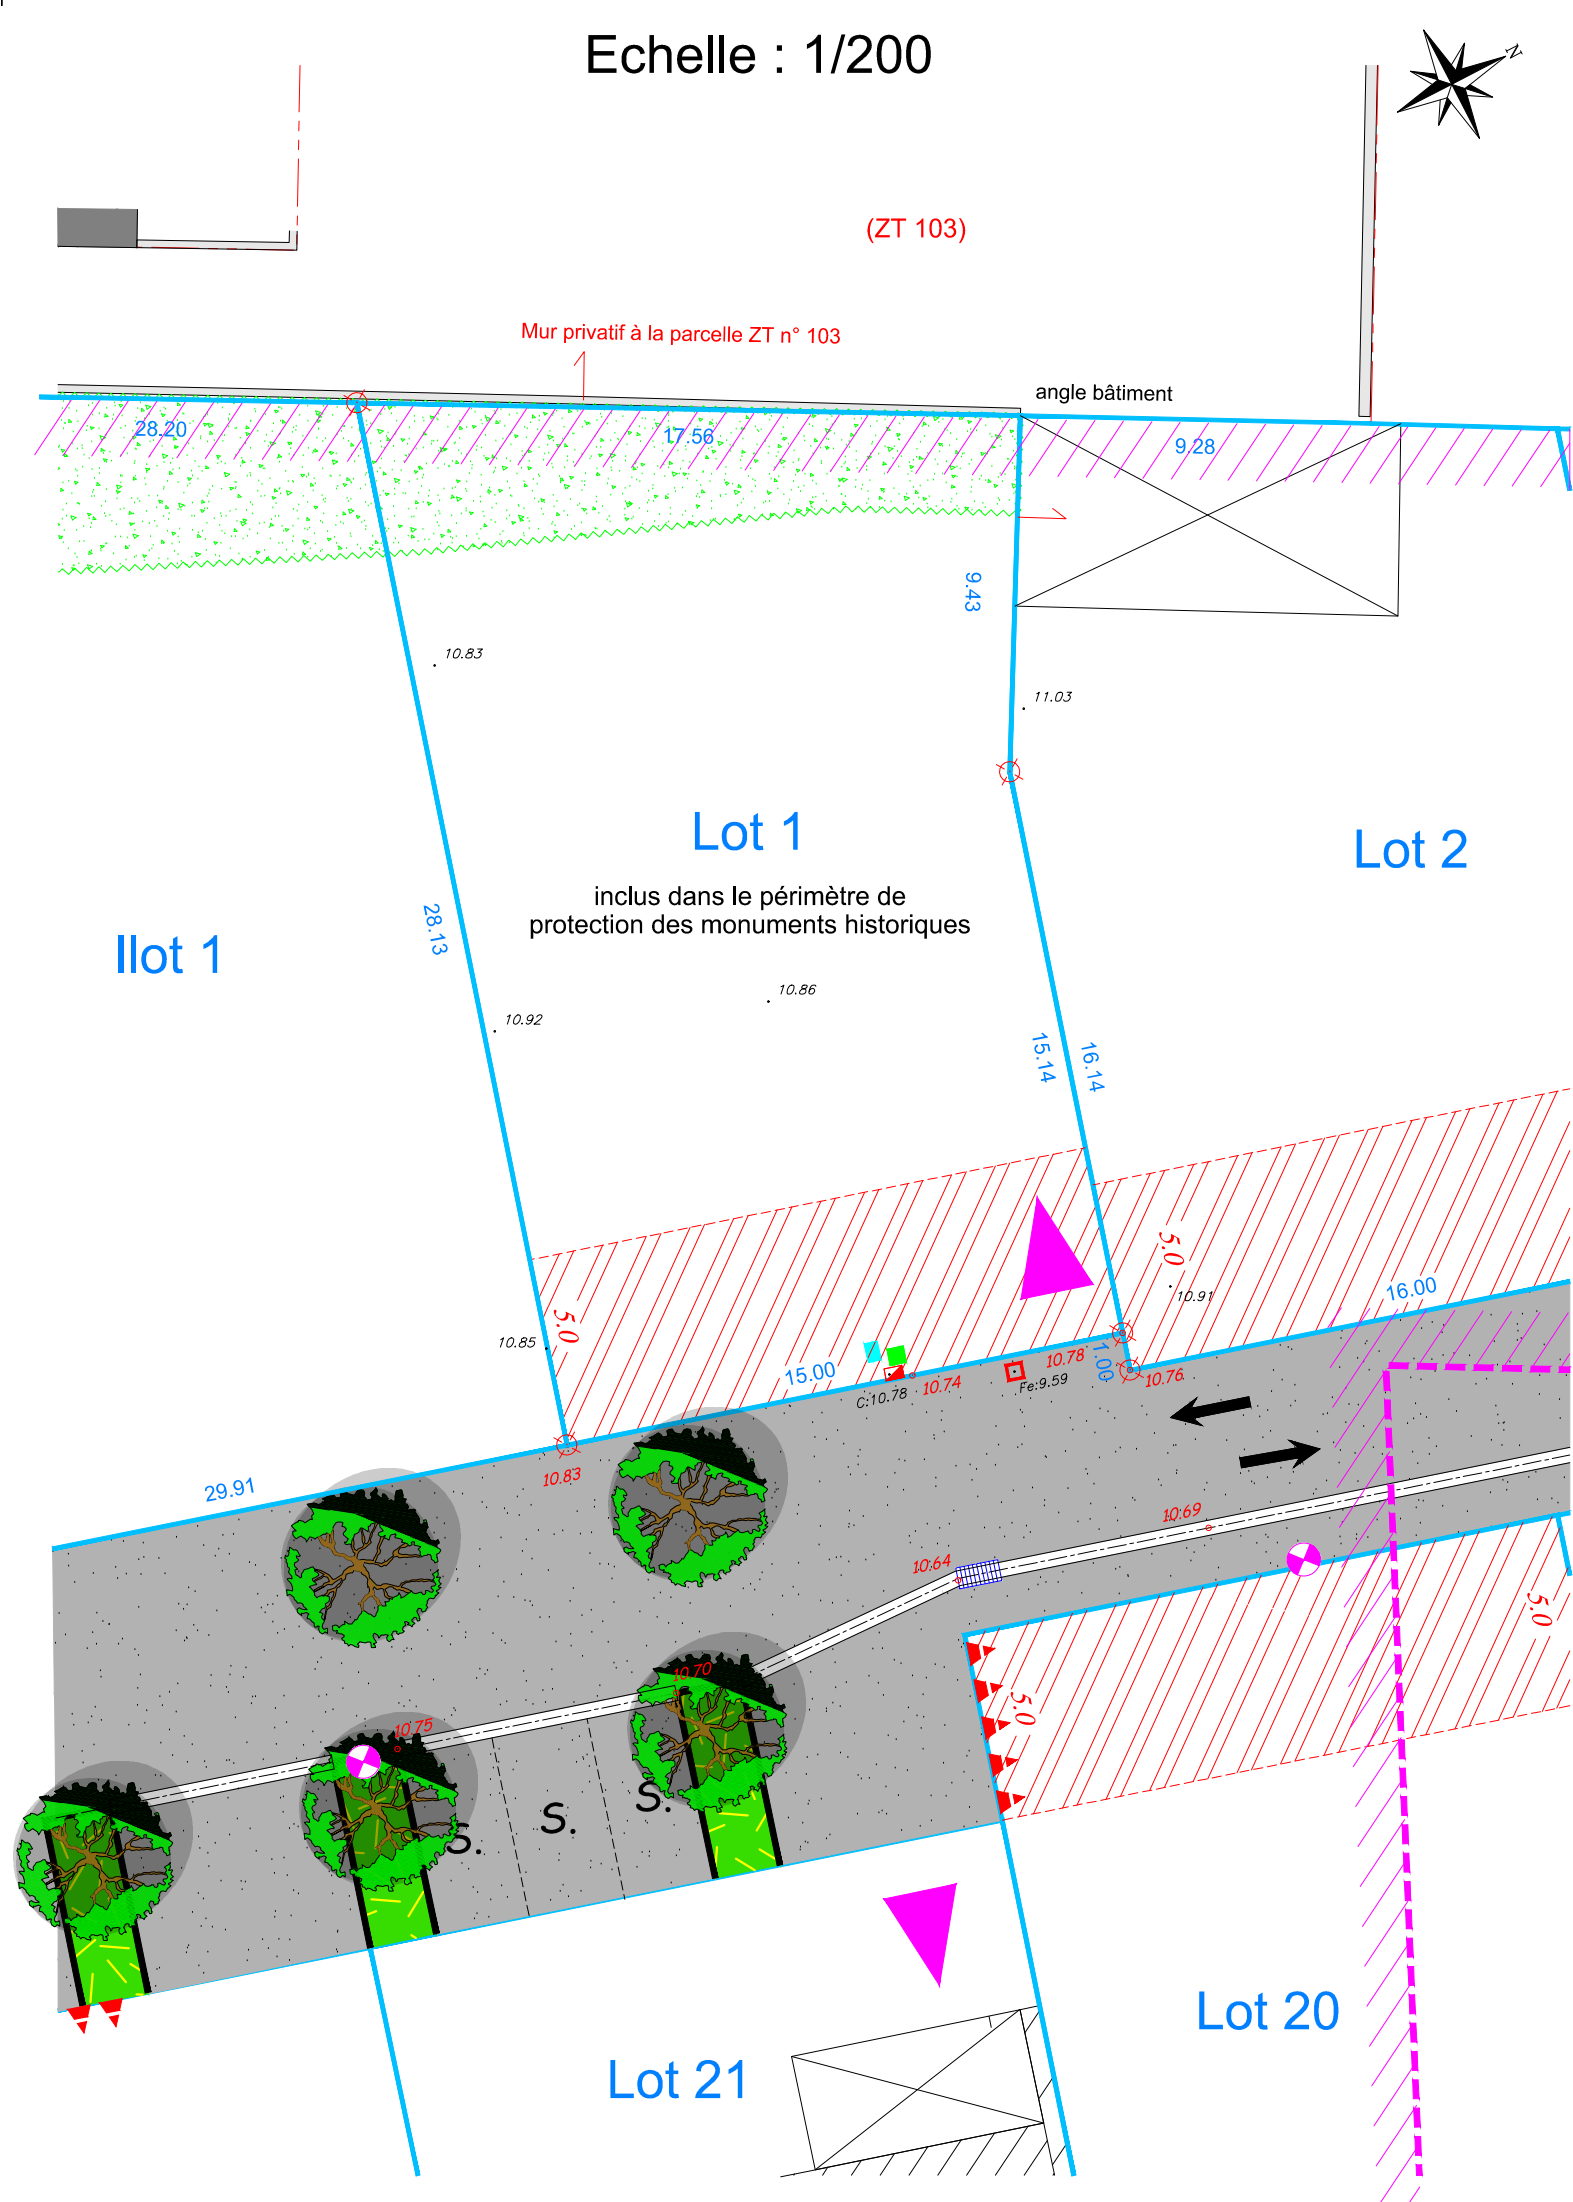 Echelle : 1/200
N
(ZT 103)
Mur privatif à la parcelle ZT n° 103
angle bâtiment
28.20
17.56
9.28
9.43
10.83
11.03
Lot 1
Lot 2
inclus dans le périmètre de
protection des monuments historiques
28.13
Ilot 1
10.86
10.92
15.14
16.14
5.0
5.0
10.91
16.00
10.85
15.00
10.78
1.00
10.76
10.74
C:10.78
Fe:9.59
10.83
29.91
10.69
10.64
5.0
10.70
5.0
10.75
S.
S.
S.
Lot 20
Lot 21